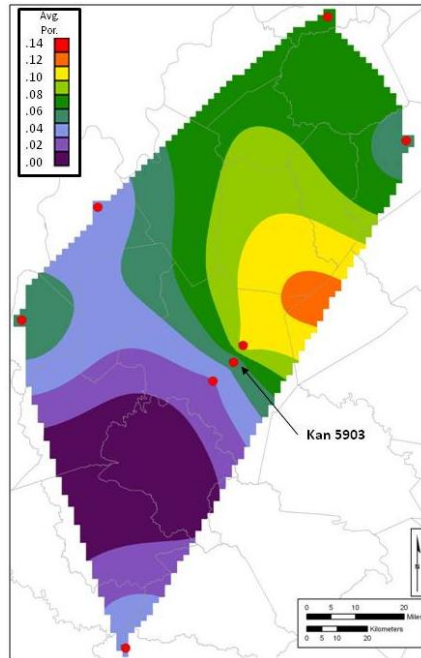 Avg.
Por.
.14
.12
.10
.08
.06
.04
.02
.00
Kan 5903
N
0 5 10 20
Miles
0 5 10 20
Kilometers